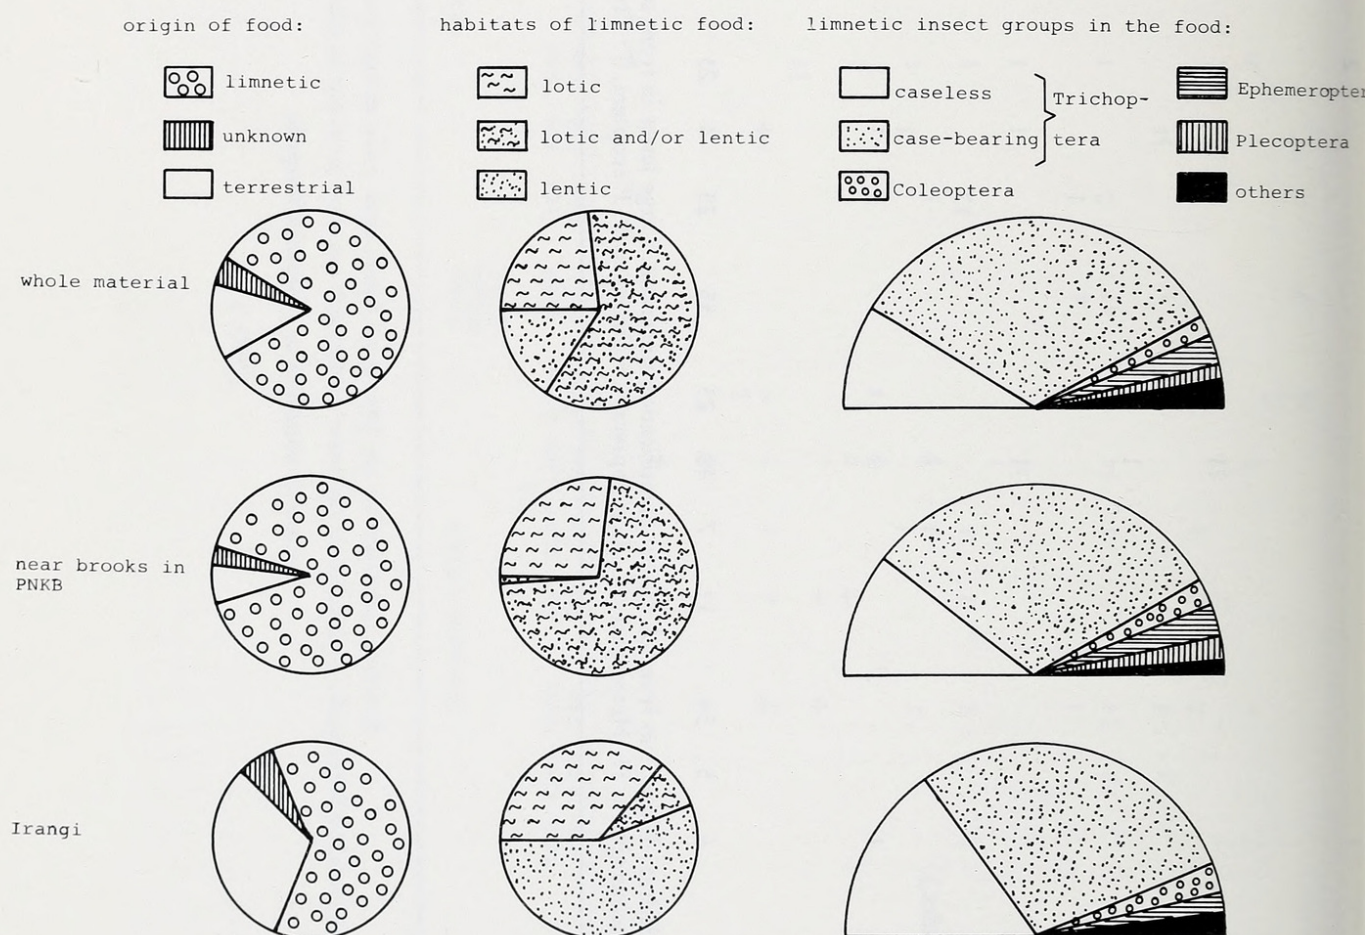 origin of food:
habitats of limnetic food:
limnetic insect groups in the food:
limnetic
unknown
terrestrial
lotic
lotic and/or lentic
lentic
caseless
case-bearing
Trichop-
tera
Coleoptera
Ephemeropter
Plecoptera
others
whole material
near brooks in
PNKB
Irangi